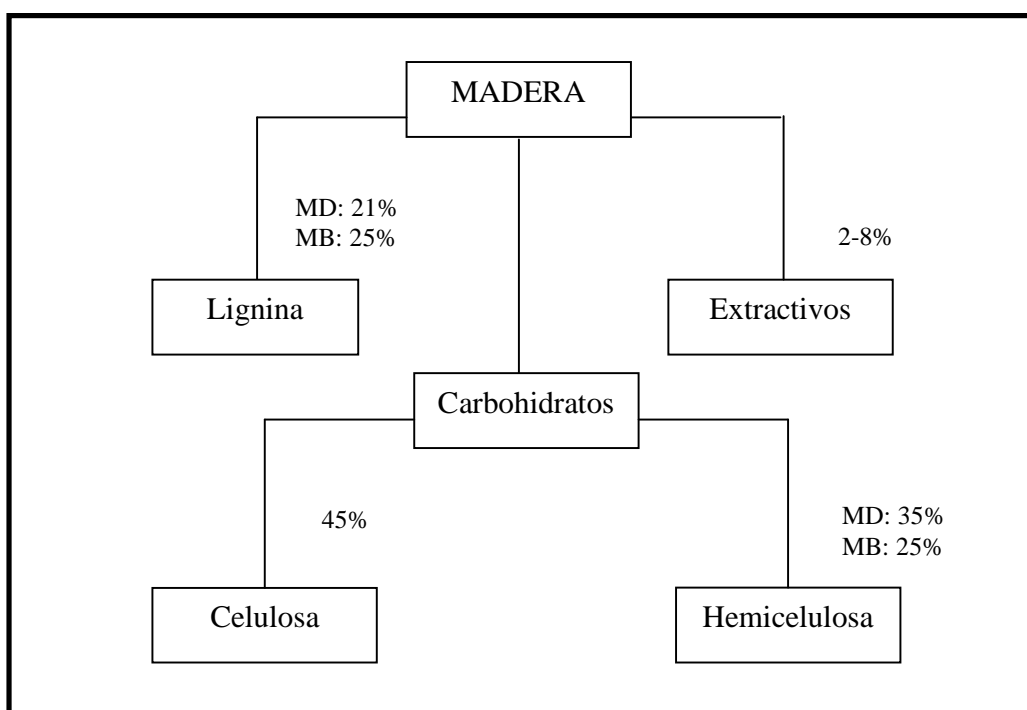 MADERA
MD: 21%
MB: 25%
2-8%
Lignina
Extractivos
Carbohidratos
45%
MD: 35%
MB: 25%
Celulosa
Hemicelulosa